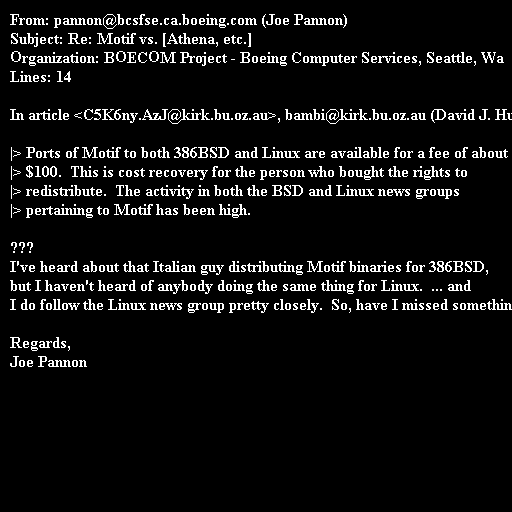 From: pannon@bcsfse.ca.boeing.com (Joe Pannon)
Subject: Re: Motif vs. [Athena, etc.]
Organization: BOECOM Project - Boeing Computer Services, Seattle, Wa
Lines: 14
In article <C5K6ny.AzJ@kirk.bu.oz.au>, bambi@kirk.bu.oz.au (David J. Hu
|> Ports of Motif to both 386BSD and Linux are available for a fee of about
|> $100.  This is cost recovery for the person who bought the rights to
|> redistribute.  The activity in both the BSD and Linux news groups
|> pertaining to Motif has been high.
???
I've heard about that Italian guy distributing Motif binaries for 386BSD,
but I haven't heard of anybody doing the same thing for Linux.  ... and
I do follow the Linux news group pretty closely.  So, have I missed somethin
Regards,
Joe Pannon